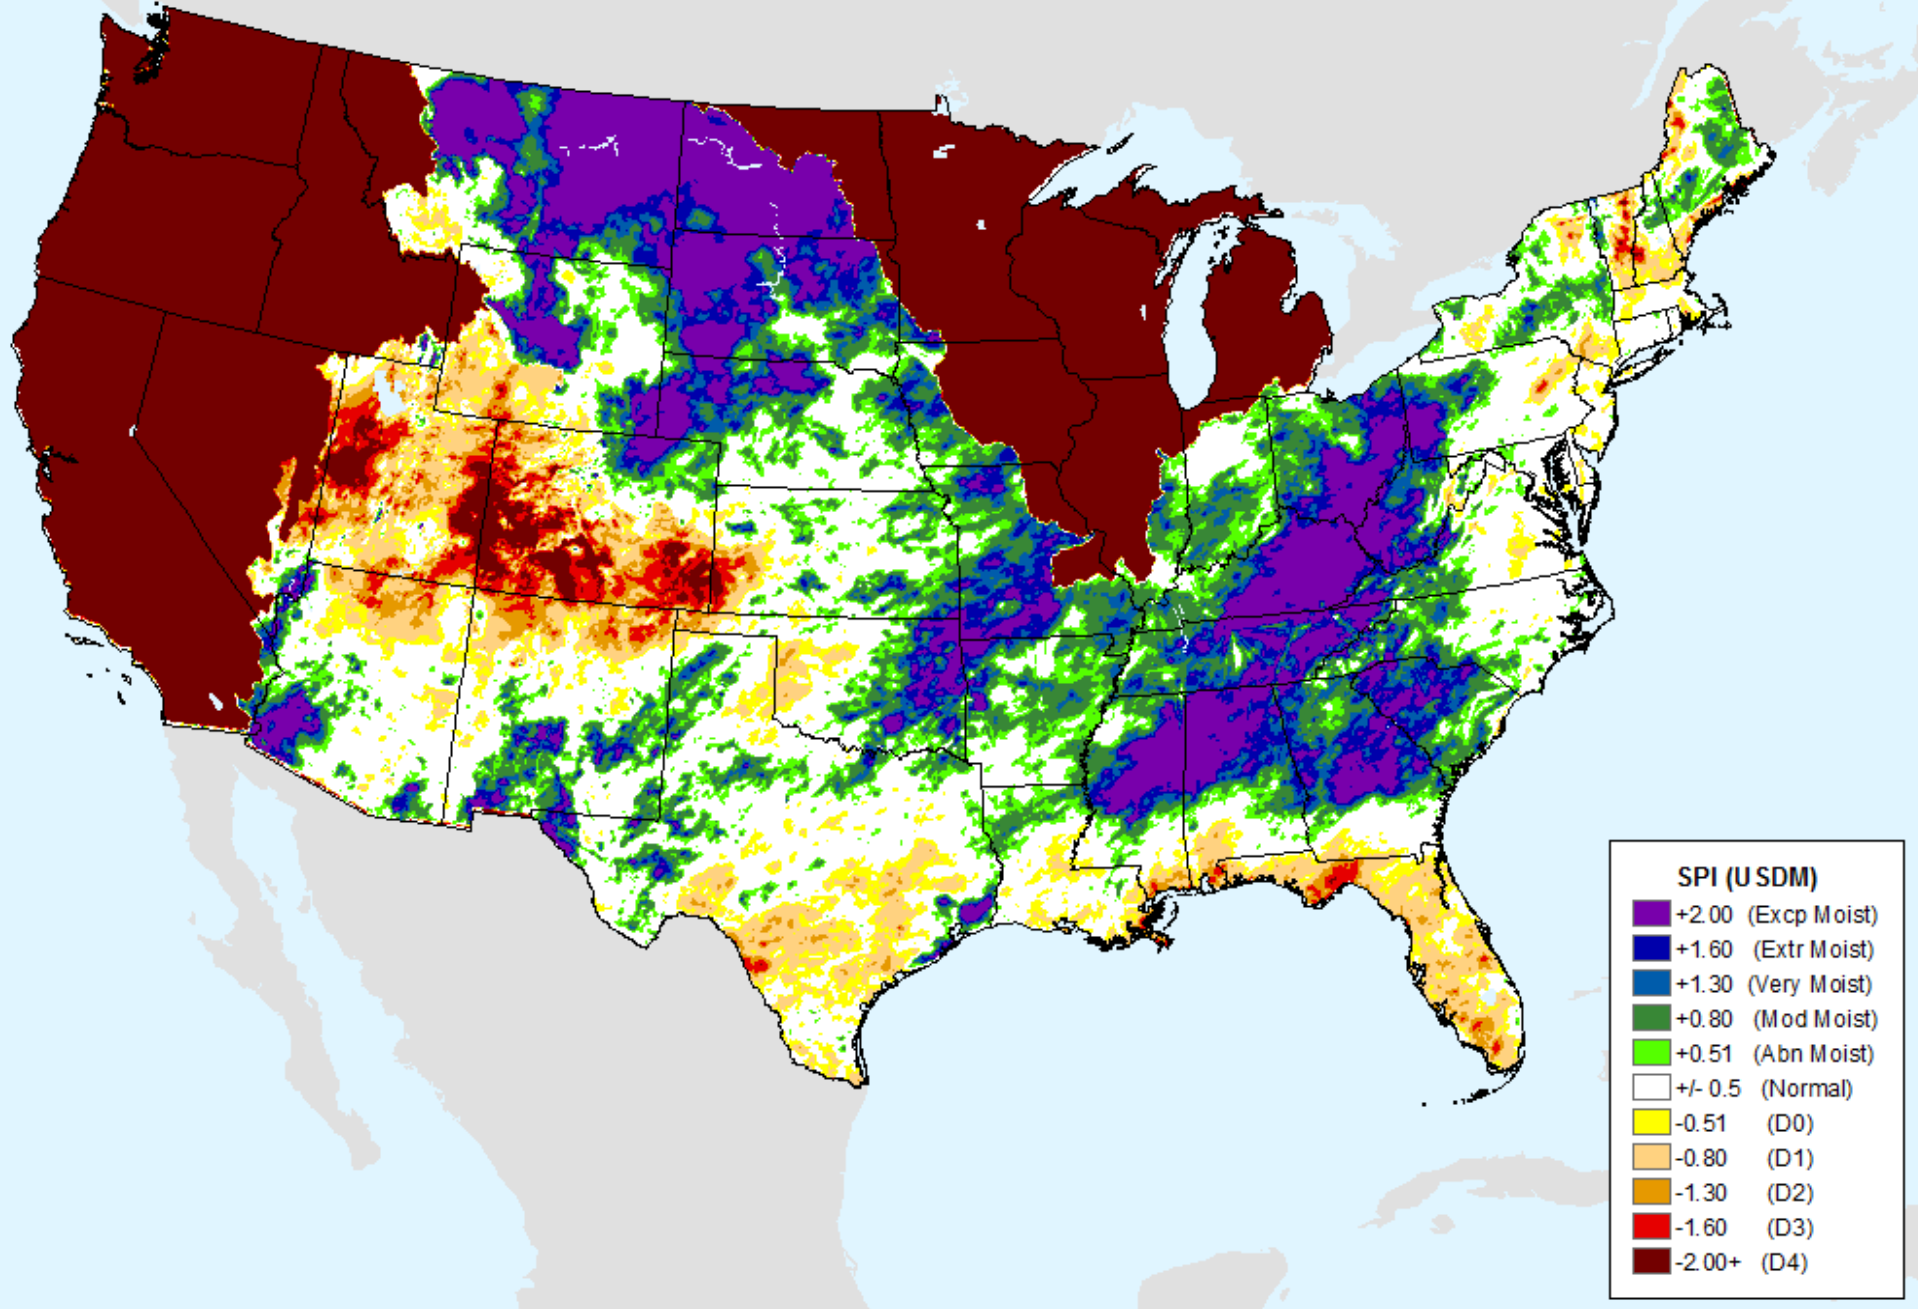 SPI (USDM)
+2.00 (Excp Moist)
+1.60 (Extr Moist)
+1.30 (Very Moist)
+0.80 (Mod Moist)
+0.51 (Abn Moist)
+/- 0.5 (Normal)
-0.51 (D0)
-0.80 (D1)
-1.30 (D2)
-1.60 (D3)
-2.00+ (D4)